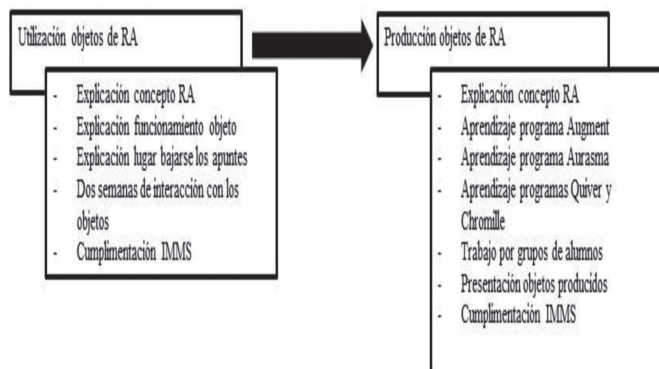 Utilización objetos de RA
- Explicación concepto RA
- Explicación funcionamiento objeto
- Explicación lugar bajarse los apuntes
- Dos semanas de interacción con los
objetos
- Cumplimentación IMMS
Producción objetos de RA
- Explicación concepto RA
- Aprendizaje programa Augment
- Aprendizaje programa Aurasma
- Aprendizaje programas Quiver y
Chromille
- Trabajo por grupos de alumnos
- Presentación objetos producidos
- Cumplimentación IMMS